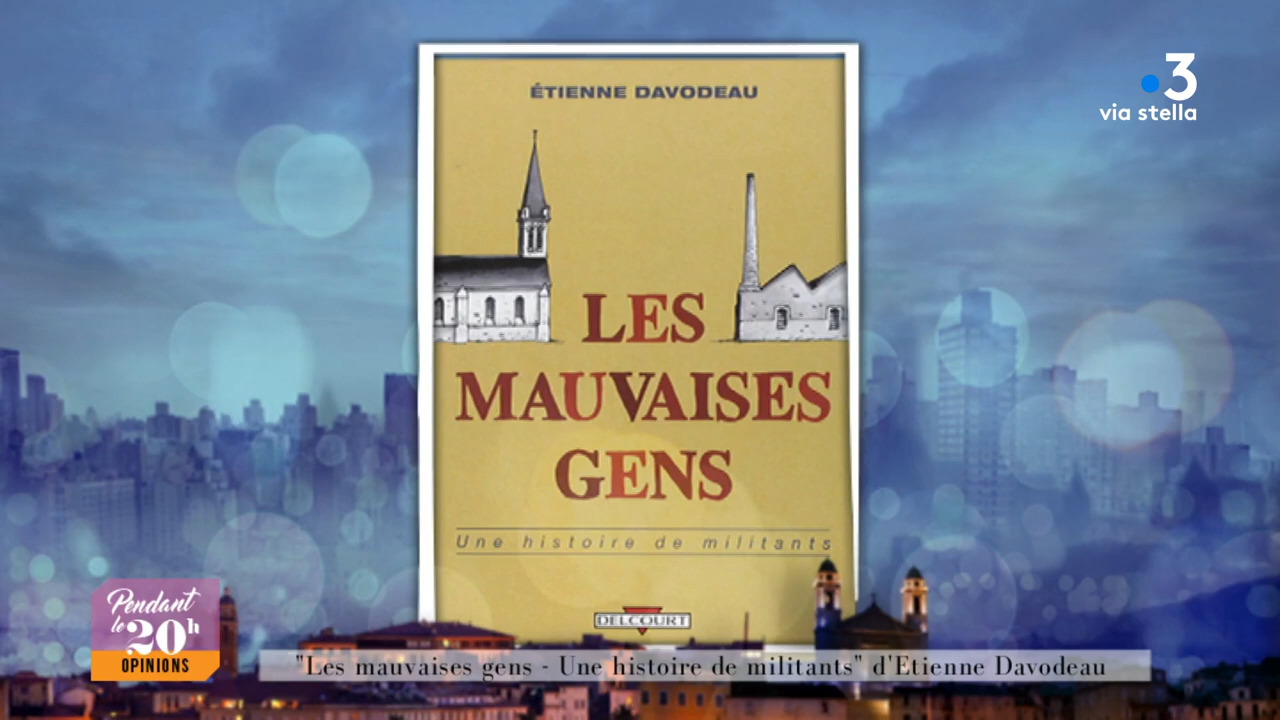 ÉTIENNE DAVODEAU
LES
MAUVAISES
GENS
Une histoire de militants
DELCOURT
3
via stella
Pendant
le 20h
OPINIONS
"Les mauvaises gens - Une histoire de militants" d'Etienne Davodeau